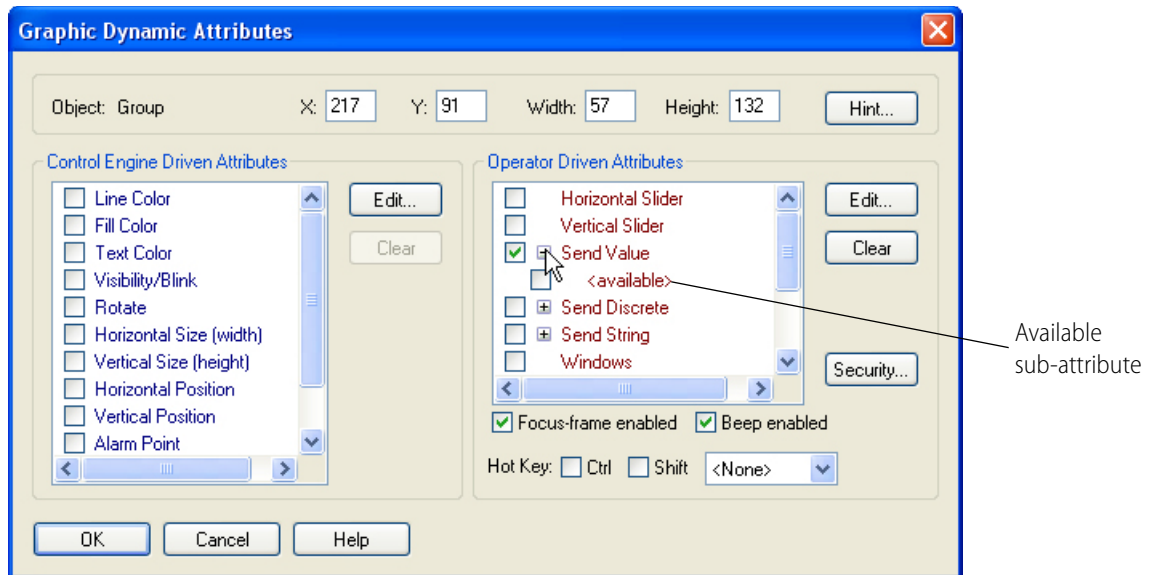 Graphic Dynamic Attributes
Object: Group X: 217 Y: 91 Width: 57 Height: 132 Hint...
Control Engine Driven Attributes
Line Color
Fill Color
Text Color
Visibility/Blink
Rotate
Horizontal Size (width)
Vertical Size (height)
Horizontal Position
Vertical Position
Alarm Point
Edit...
Clear
Operator Driven Attributes
Horizontal Slider
Vertical Slider
Send Value
<available>
Send Discrete
Send String
Windows
Edit...
Clear
Security...
Focus-frame enabled Beep enabled
Hot Key: Ctrl Shift <None>
OK Cancel Help
Available
sub-attribute